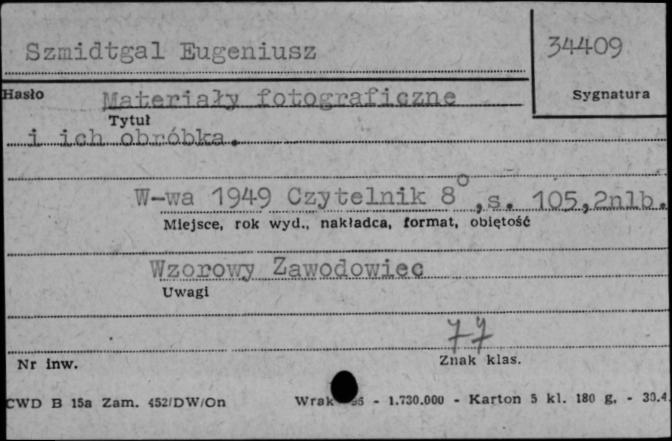 Szmidtgal Eugeniusz
34409
Hasło
Sygnatura
Materiały fotograficzne
Tytuł
i ich obróbka.
W-wa 1949 Czytelnik 8°, s. 105,2nlb.
Miejsce, rok wyd., nakładca, format, objętość
Wzorowy Zawodowiec
Uwagi
77
Nr inw.
Znak klas.
CWD B 15a Zam. 452/DW/On
- 1.730.000 - Karton 5 kl. 180 g. - 30.4.